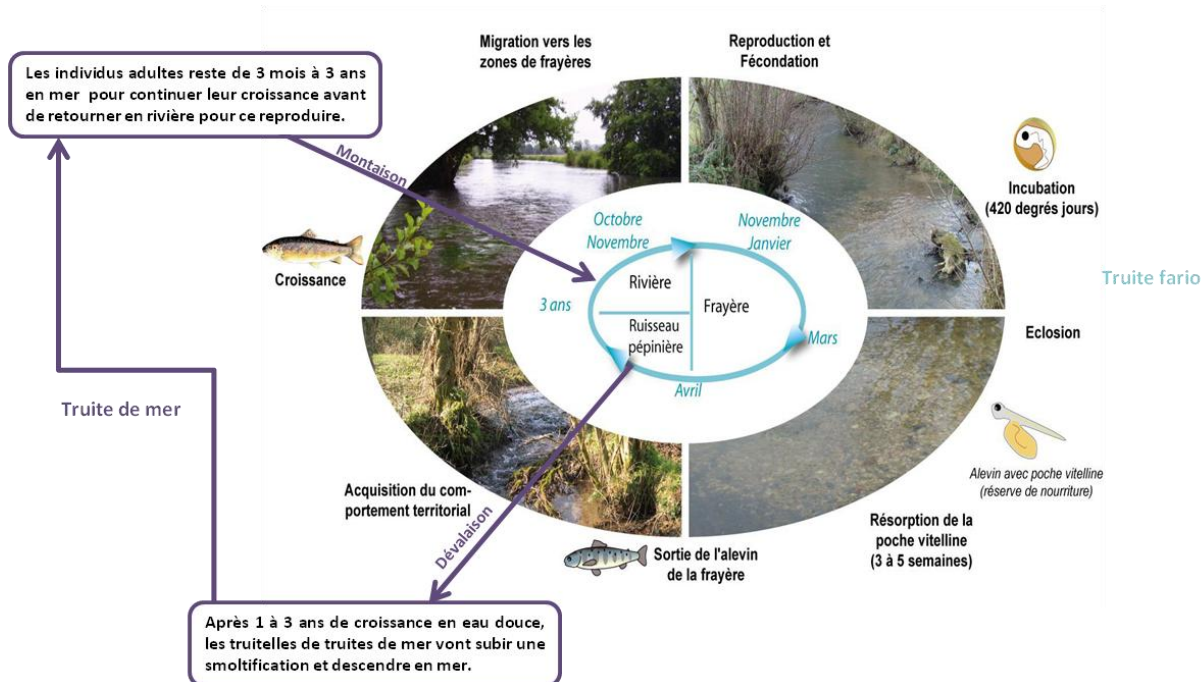 Migration vers les
zones de frayères
Reproduction et
Fécondation
Les individus adultes reste de 3 mois à 3 ans
en mer pour continuer leur croissance avant
de retourner en rivière pour ce reproduire.
Montaison
Incubation
(420 degrés jours)
Octobre
Novembre
Novembre
Janvier
Croissance
Truite fario
Rivière
3 ans
Frayère
Ruisseau
pépinière
Mars
Eclosion
Avril
Truite de mer
Alevin avec poche vitelline
(réserve de nourriture)
Acquisition du com-
portement territorial
Dévalaison
Résorption de la
poche vitelline
(3 à 5 semaines)
Sortie de l'alevin
de la frayère
Après 1 à 3 ans de croissance en eau douce,
les truitelles de truites de mer vont subir une
smoltification et descendre en mer.